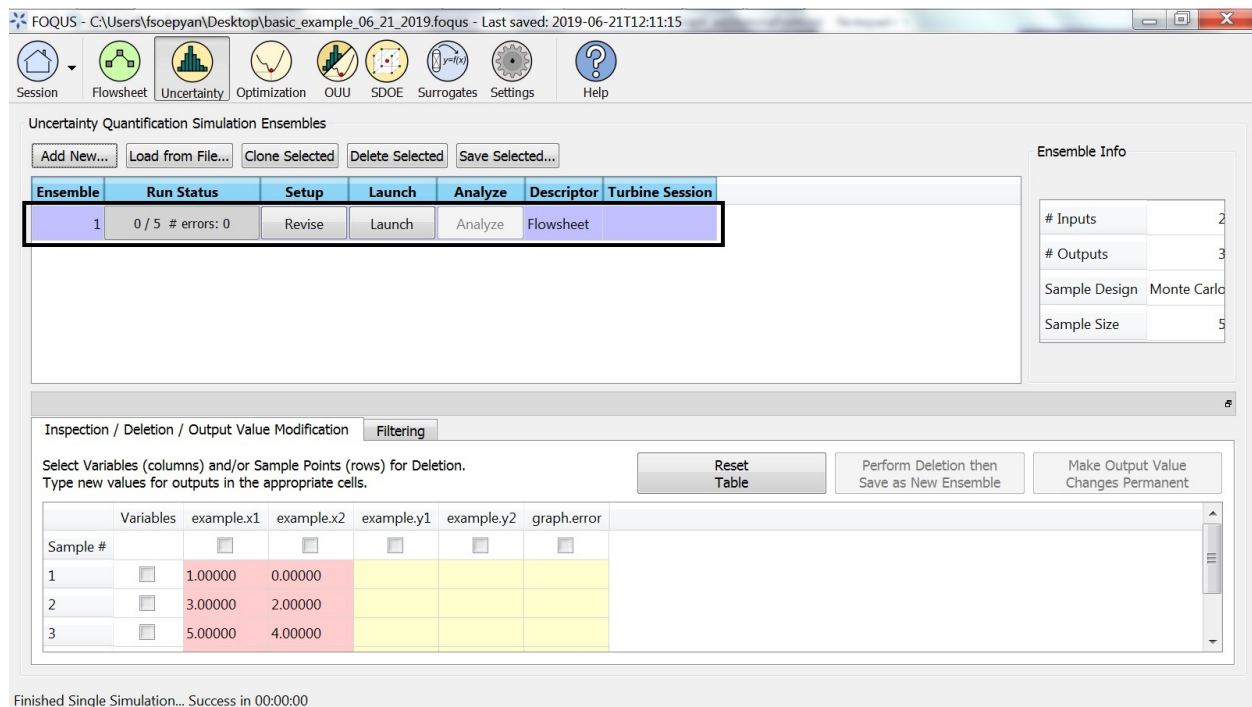 FOQUS - C:\Users\fsoepyan\Desktop\basic_example_06_21_2019.foqus - Last saved: 2019-06-21T12:11:15
Session Flowsheet Uncertainty Optimization OUU SDOE Surrogates Settings Help
y=f(x)
Uncertainty Quantification Simulation Ensembles
Add New... Load from File... Clone Selected Delete Selected Save Selected...
Ensemble Run Status Setup Launch Analyze Descriptor Turbine Session
1 0 / 5 # errors: 0 Revise Launch Analyze Flowsheet
Ensemble Info
# Inputs 2
# Outputs 3
Sample Design Monte Carlo
Sample Size 5
Inspection / Deletion / Output Value Modification Filtering
Select Variables (columns) and/or Sample Points (rows) for Deletion.
Type new values for outputs in the appropriate cells.
Reset
Table
Perform Deletion then
Save as New Ensemble
Make Output Value
Changes Permanent
Variables example.x1 example.x2 example.y1 example.y2 graph.error
Sample #
1 1.00000 0.00000
2 3.00000 2.00000
3 5.00000 4.00000
Finished Single Simulation... Success in 00:00:00